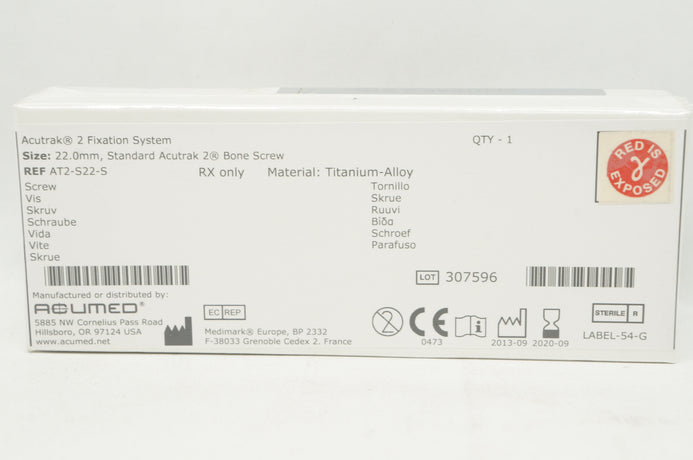 Acutrak® 2 Fixation System
QTY - 1
Size: 22.0mm, Standard Acutrak 2® Bone Screw
REF AT2-S22-S
RX only
Material: Titanium-Alloy
RED IS
γ
EXPOSED
Screw
Vis
Skruv
Schraube
Vida
Vite
Skrue
Tornillo
Skrue
Ruuvi
Βίδα
Schroef
Parafuso
LOT 307596
Manufactured or distributed by:
ACUMED®
5885 NW Cornelius Pass Road
Hillsboro, OR 97124 USA
www.acumed.net
EC REP
Medimark® Europe, BP 2332
F-38033 Grenoble Cedex 2. France
2
CE
0473
i
2013-09
2020-09
STERILE R
LABEL-54-G